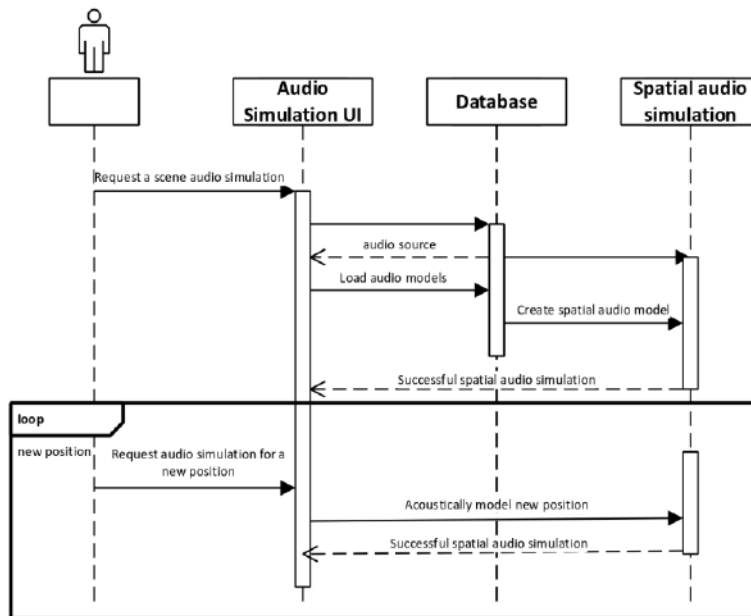 Audio
Simulation UI
Database
Spatial audio
simulation
Request a scene audio simulation
audio source
Load audio models
Create spatial audio model
Successful spatial audio simulation
loop
new position
Request audio simulation for a
new position
Acoustically model new position
Successful spatial audio simulation